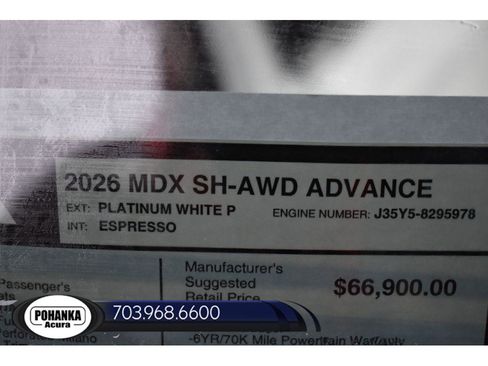 2026 MDX SH-AWD ADVANCE
EXT: PLATINUM WHITE P ENGINE NUMBER: J35Y5-8295978
INT: ESPRESSO
Passenger's
Manufacturer's
Suggested
Retail Price
$66,900.00
-6YR/70K Mile Powertrain Warranty
POHANKA
Acura
703.968.6600